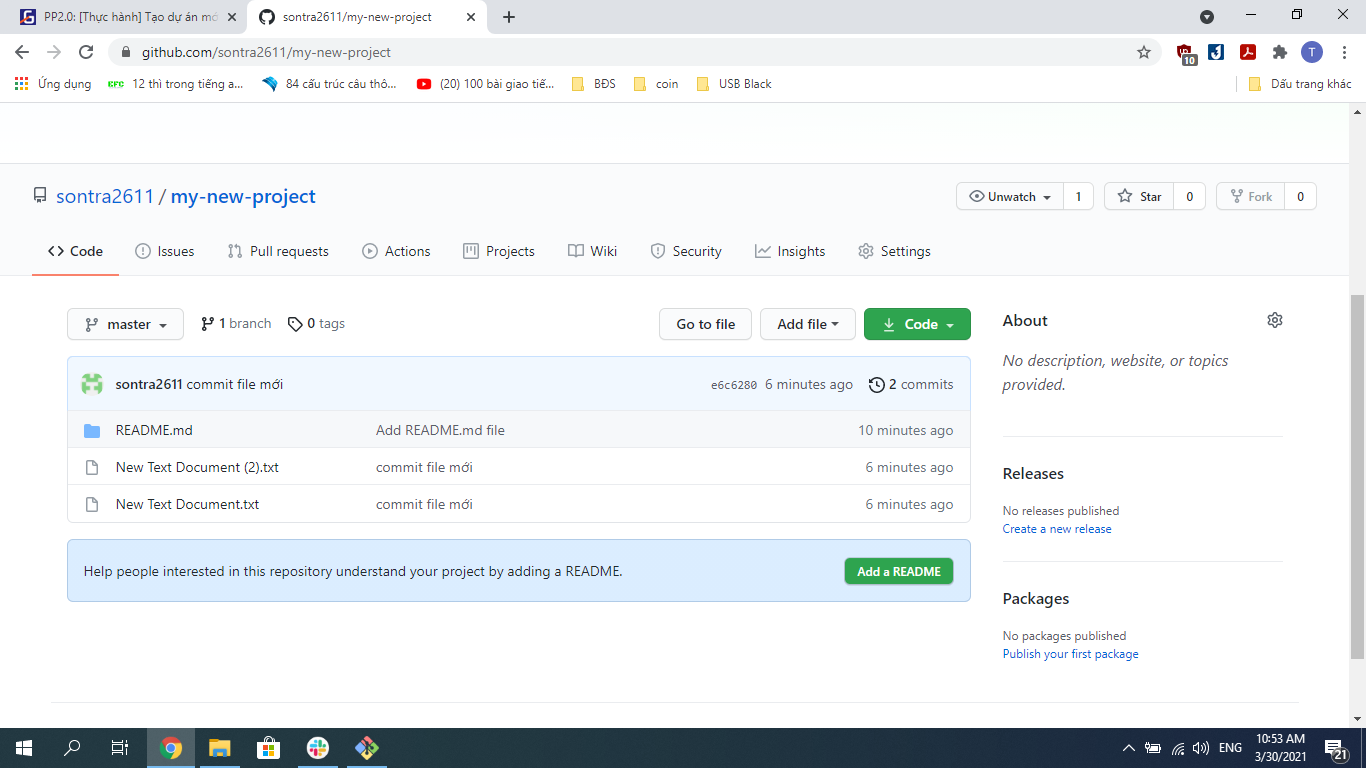 PP2.0: [Thực hành] Tạo dự án mớ
sontra2611/my-new-project
github.com/sontra2611/my-new-project
10
T
Ứng dụng
CFC 12 thì trong tiếng a...
84 cấu trúc câu thô...
(20) 100 bài giao tiế...
BĐS
coin
USB Black
Dấu trang khác
sontra2611 / my-new-project
Unwatch 1
Star 0
Fork 0
Code
Issues
Pull requests
Actions
Projects
Wiki
Security
Insights
Settings
master
1 branch
0 tags
Go to file
Add file
Code
sontra2611 commit file mới
e6c6280 6 minutes ago
2 commits
README.md Add README.md file 10 minutes ago
New Text Document (2).txt commit file mới 6 minutes ago
New Text Document.txt commit file mới 6 minutes ago
Help people interested in this repository understand your project by adding a README.
Add a README
About
No description, website, or topics
provided.
Releases
No releases published
Create a new release
Packages
No packages published
Publish your first package
ENG
10:53 AM
3/30/2021
21